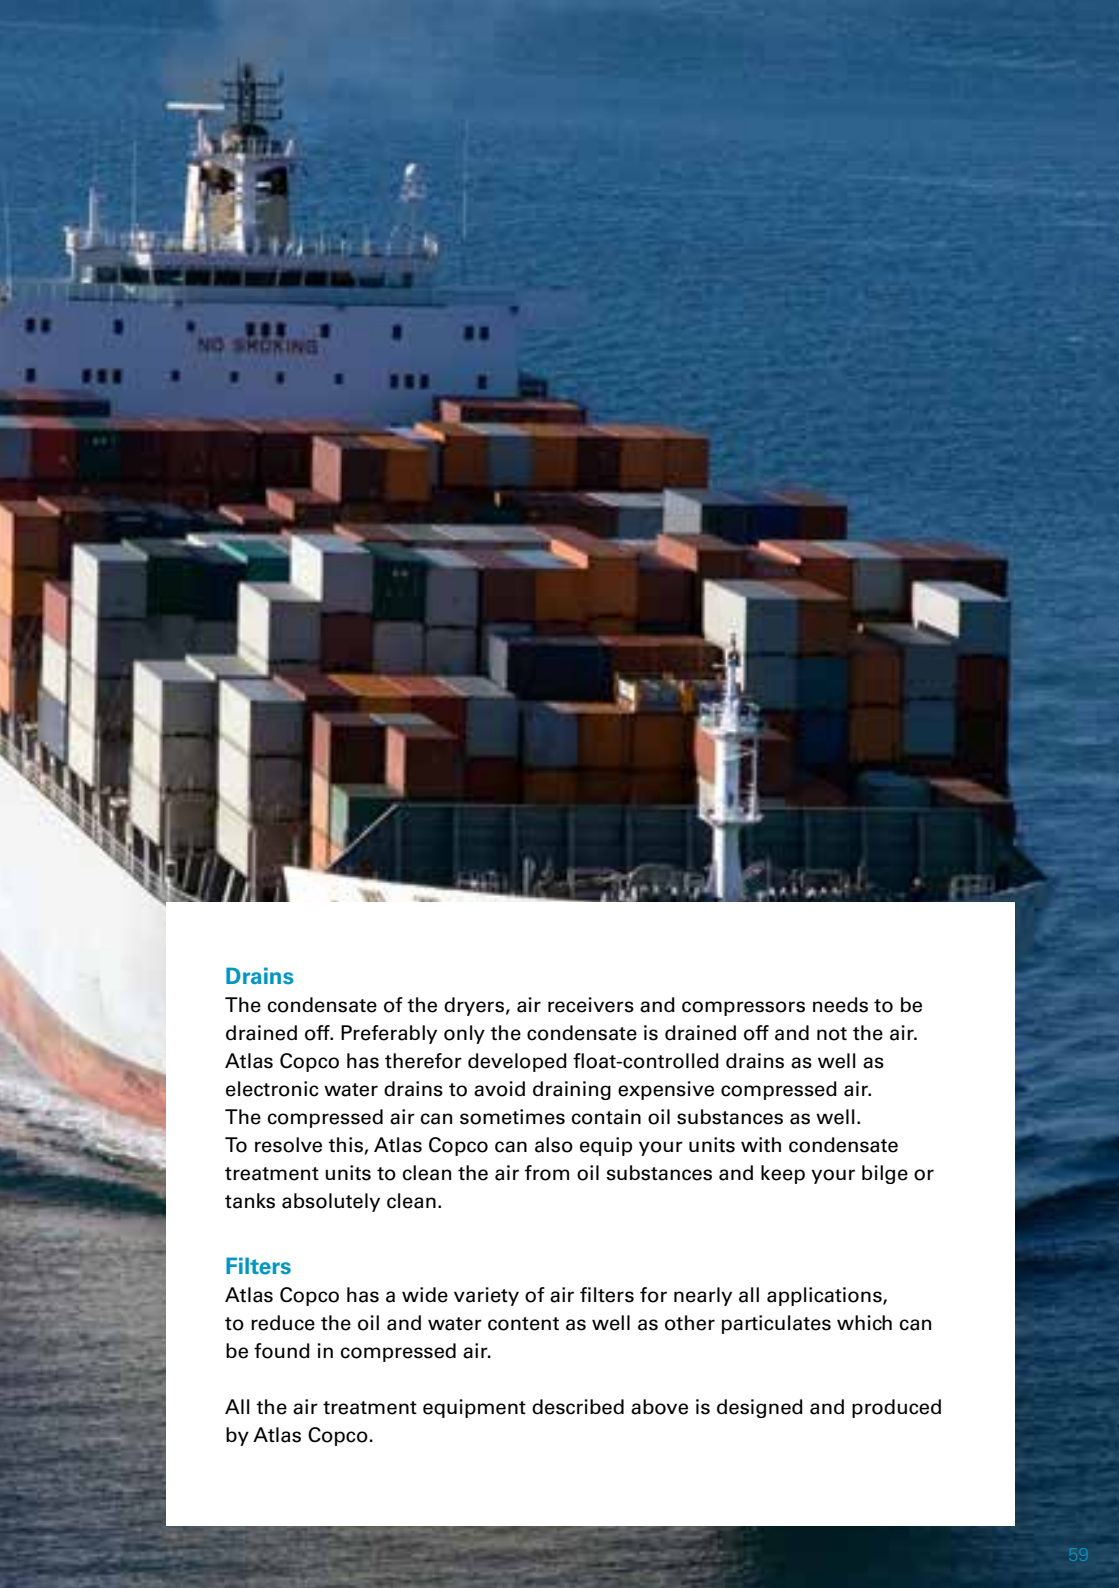 NO SMOKING
Drains
The condensate of the dryers, air receivers and compressors needs to be
drained off. Preferably only the condensate is drained off and not the air.
Atlas Copco has therefor developed float-controlled drains as well as
electronic water drains to avoid draining expensive compressed air.
The compressed air can sometimes contain oil substances as well.
To resolve this, Atlas Copco can also equip your units with condensate
treatment units to clean the air from oil substances and keep your bilge or
tanks absolutely clean.
Filters
Atlas Copco has a wide variety of air filters for nearly all applications,
to reduce the oil and water content as well as other particulates which can
be found in compressed air.
All the air treatment equipment described above is designed and produced
by Atlas Copco.
59